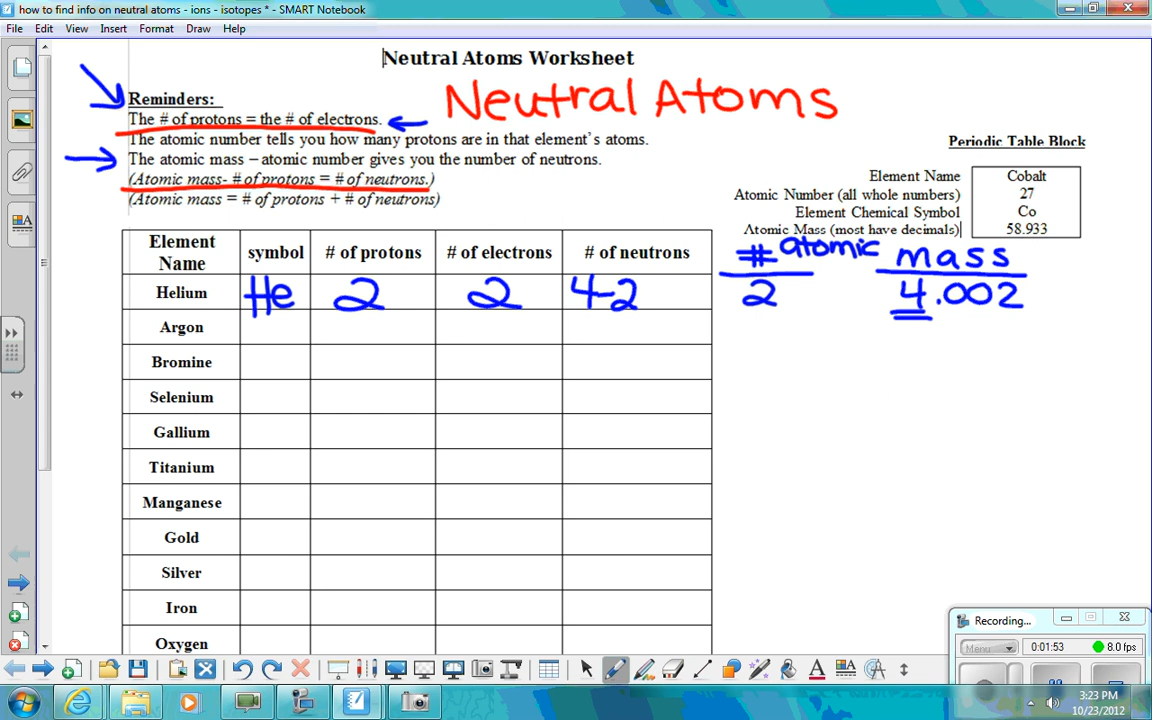 how to find info on neutral atoms - ions - isotopes * - SMART Notebook
File Edit View Insert Format Draw Help
Neutral Atoms Worksheet
Neutral Atoms
Reminders:
The # of protons = the # of electrons.
The atomic number tells you how many protons are in that element's atoms.
The atomic mass – atomic number gives you the number of neutrons.
(Atomic mass- # of protons = # of neutrons.)
(Atomic mass = # of protons + # of neutrons)
Periodic Table Block
Element Name Cobalt
Atomic Number (all whole numbers) 27
Element Chemical Symbol Co
Atomic Mass (most have decimals) 58.933
Element Name symbol # of protons # of electrons # of neutrons
# atomic mass
Helium He 2 2 4-2 2 4.002
Argon
Bromine
Selenium
Gallium
Titanium
Manganese
Gold
Silver
Iron
Oxygen
Recording...
Menu 0:01:53 8.0 fps
3:23 PM
10/23/2012